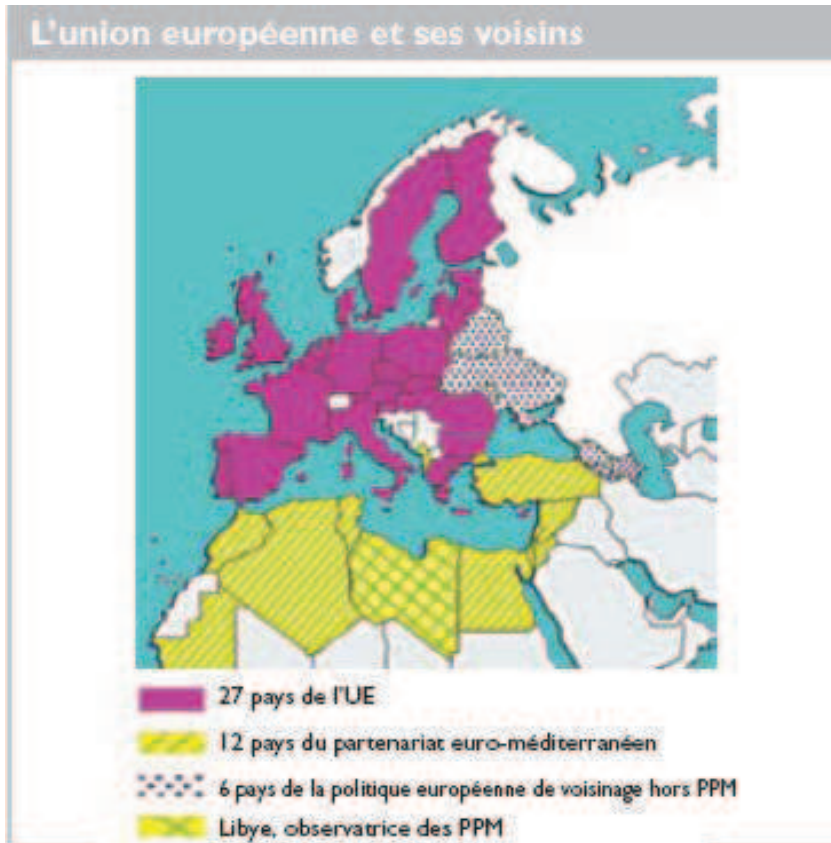 L'union européenne et ses voisins
27 pays de l'UE
12 pays du partenariat euro-méditerranéen
6 pays de la politique européenne de voisinage hors PPM
Libye, observatrice des PPM